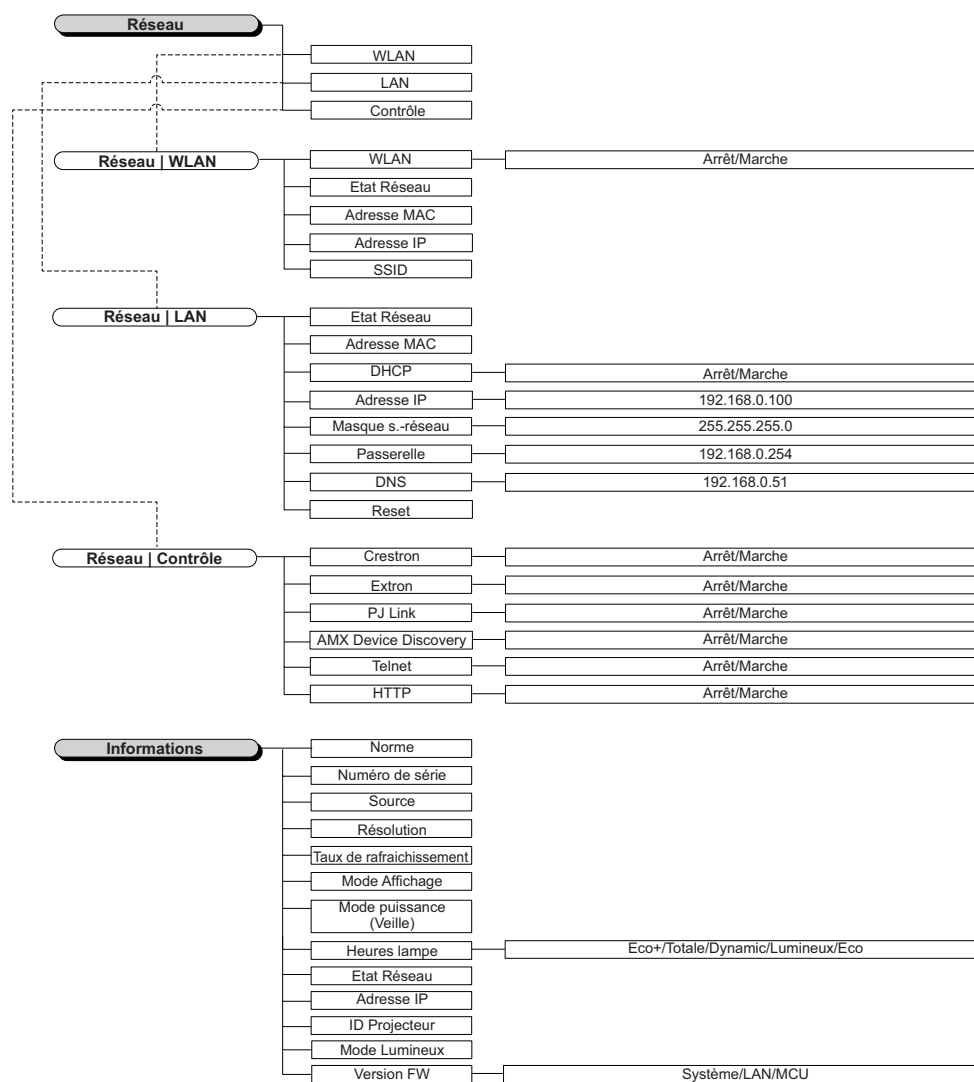 Réseau
WLAN
LAN
Contrôle
Réseau | WLAN
WLAN
Arrêt/Marche
Etat Réseau
Adresse MAC
Adresse IP
SSID
Réseau | LAN
Etat Réseau
Adresse MAC
DHCP
Arrêt/Marche
Adresse IP
192.168.0.100
Masque s.-réseau
255.255.255.0
Passerelle
192.168.0.254
DNS
192.168.0.51
Reset
Réseau | Contrôle
Crestron
Arrêt/Marche
Extron
Arrêt/Marche
PJ Link
Arrêt/Marche
AMX Device Discovery
Arrêt/Marche
Telnet
Arrêt/Marche
HTTP
Arrêt/Marche
Informations
Norme
Numéro de série
Source
Résolution
Taux de rafraichissement
Mode Affichage
Mode puissance
(Veille)
Heures lampe
Eco+/Totale/Dynamic/Lumineux/Eco
Etat Réseau
Adresse IP
ID Projecteur
Mode Lumineux
Version FW
Système/LAN/MCU